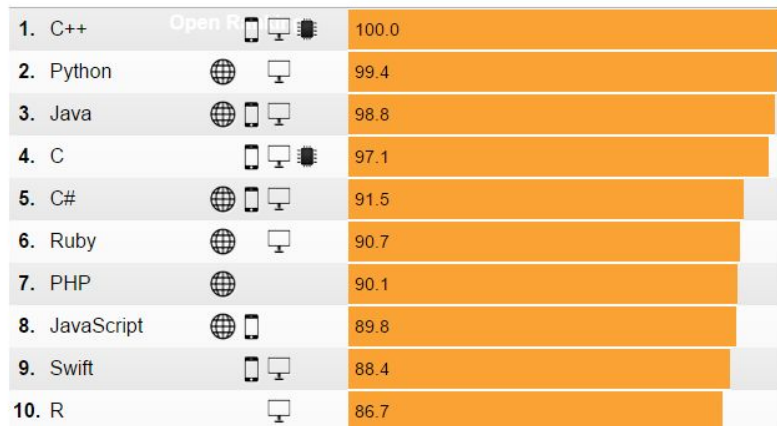 1. C++ 100.0
2. Python 99.4
3. Java 98.8
4. C 97.1
5. C# 91.5
6. Ruby 90.7
7. PHP 90.1
8. JavaScript 89.8
9. Swift 88.4
10. R 86.7